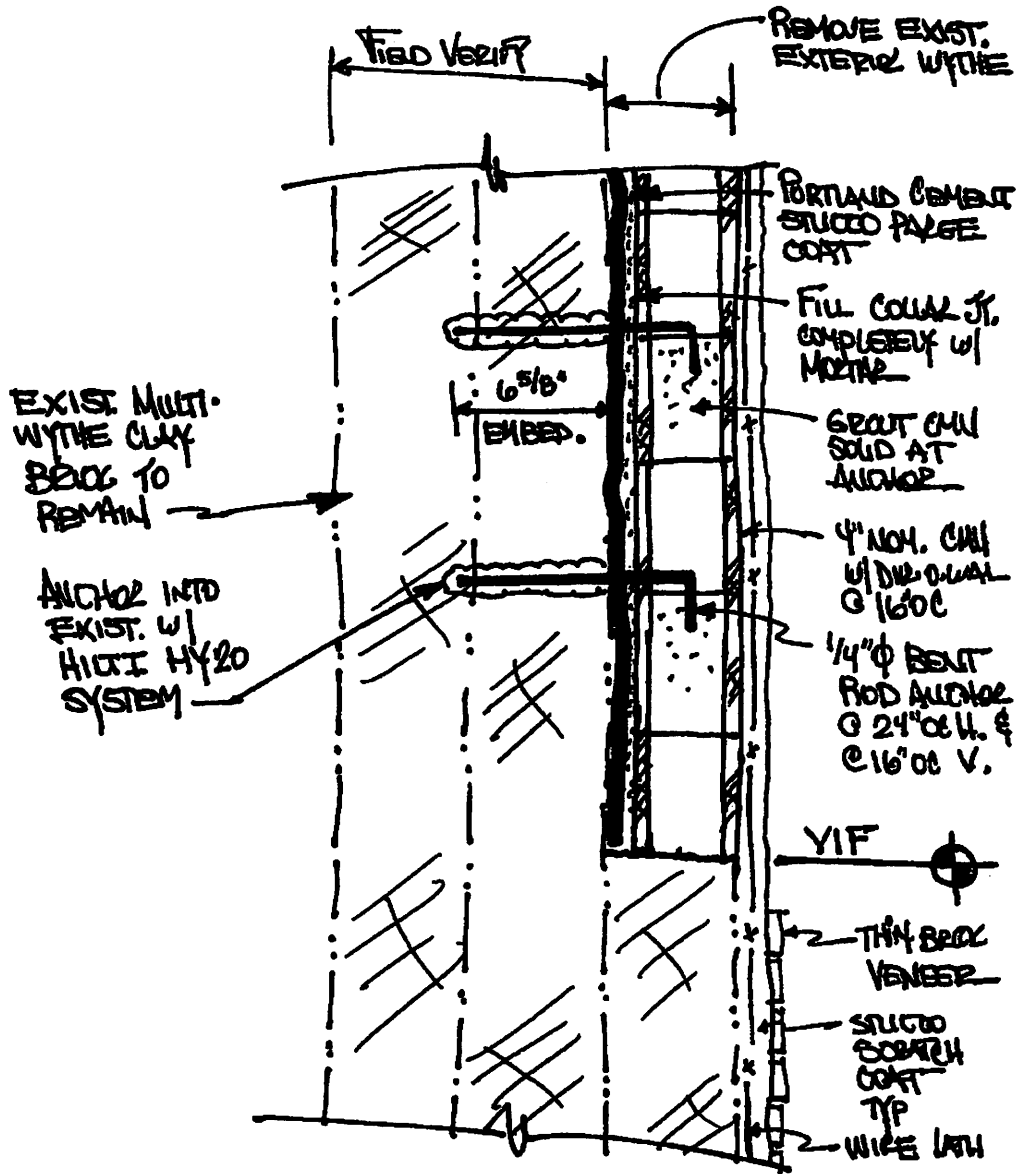 FIELD VERIFY
REMOVE EXIST.
EXTERIOR WYTHE
PORTLAND CEMENT
STUCCO PARGE
COAT
FILL COLLAR JT.
COMPLETELY W/
MORTAR
6 5/8"
EMBED.
GROUT CMU
SOLID AT
ANCHOR
EXIST. MULTI-
WYTHE CLAY
BRICK TO
REMAIN
4" NOM. CMU
W/ DUR-O-WAL
@ 16" OC
ANCHOR INTO
EXIST. W/
HILTI HY20
SYSTEM
1/4" Φ BENT
ROD ANCHOR
@ 24" OC H. &
@ 16" OC V.
VIF
THIN BRICK
VENEER
STUCCO
SCRATCH
COAT
TYP
WIRE LATH